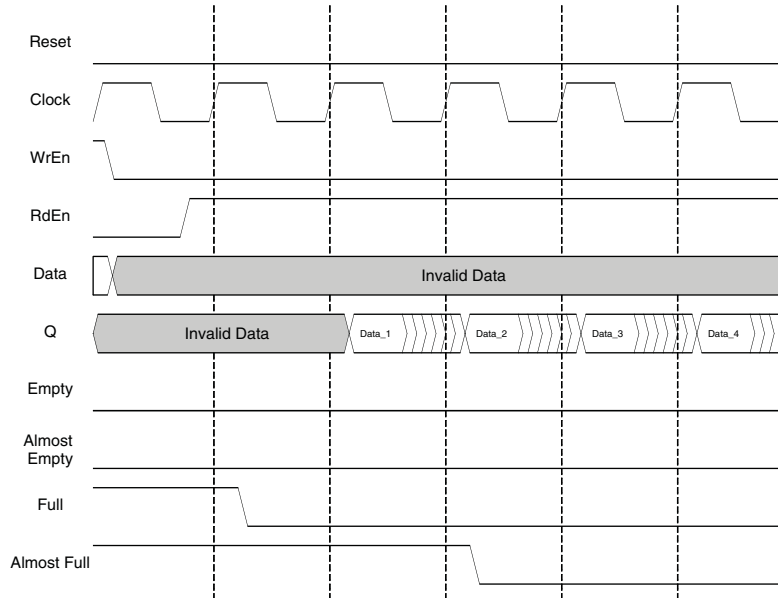 Reset
Clock
WrEn
RdEn
Data
Invalid Data
Q
Invalid Data
Data_1
Data_2
Data_3
Data_4
Empty
Almost
Empty
Full
Almost Full